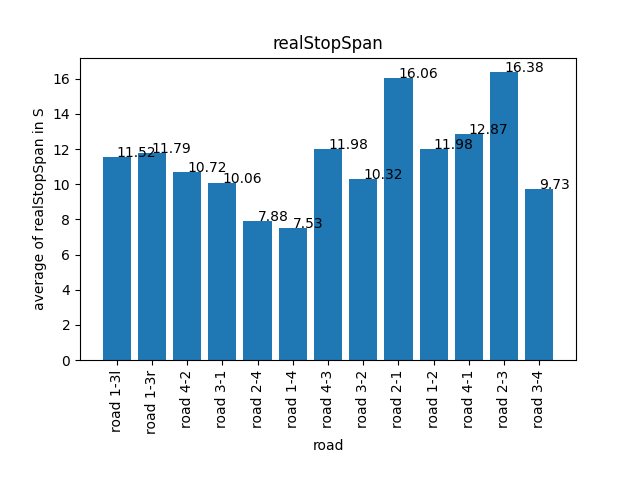 realStopSpan
average of realStopSpan in S
16
14
12
10
8
6
4
2
0
11.52
11.79
10.72
10.06
7.88
7.53
11.98
10.32
16.06
11.98
12.87
16.38
9.73
road 1-3l
road 1-3r
road 4-2
road 3-1
road 2-4
road 1-4
road 4-3
road 3-2
road 2-1
road 1-2
road 4-1
road 2-3
road 3-4
road